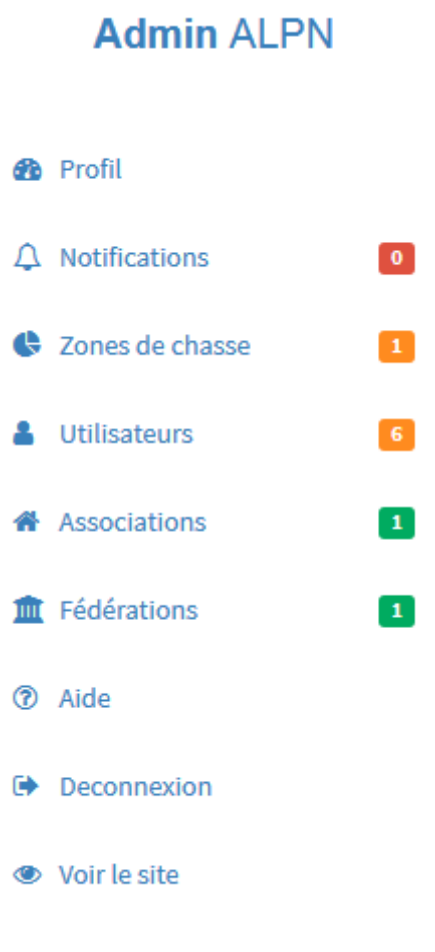 Admin ALPN
Profil
Notifications 0
Zones de chasse 1
Utilisateurs 6
Associations 1
Fédérations 1
Aide
Deconnexion
Voir le site